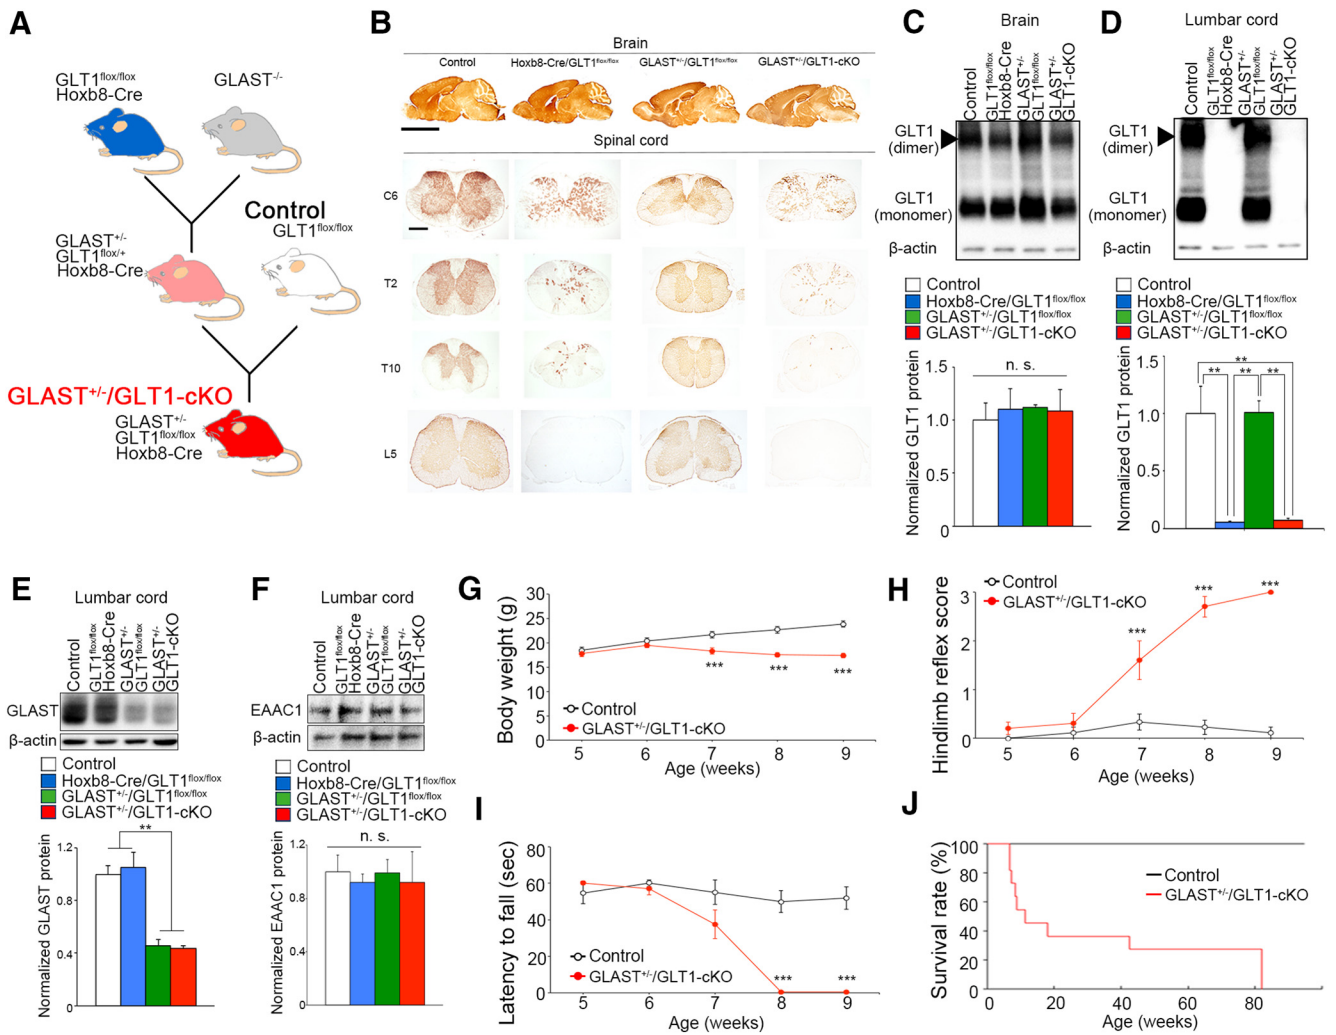 A
GLT1flox/flox
Hoxb8-Cre
GLAST-/-
Control
GLT1flox/flox
GLAST+/-
GLT1flox/+
Hoxb8-Cre
GLAST+/-/GLT1-cKO
GLAST+/-
GLT1flox/flox
Hoxb8-Cre
B
Brain
Control
Hoxb8-Cre/GLT1flox/flox
GLAST+/-/GLT1flox/flox
GLAST+/-/GLT1-cKO
Spinal cord
C6
T2
T10
L5
C
Brain
Control
GLT1flox/flox
Hoxb8-Cre
GLAST+/-
GLT1flox/flox
GLAST+/-
GLT1-cKO
GLT1
(dimer)
GLT1
(monomer)
β-actin
Control
Hoxb8-Cre/GLT1flox/flox
GLAST+/-/GLT1flox/flox
GLAST+/-/GLT1-cKO
Normalized GLT1 protein
1.5
1.0
0.5
0
n. s.
D
Lumbar cord
Control
GLT1flox/flox
Hoxb8-Cre
GLAST+/-
GLT1flox/flox
GLAST+/-
GLT1-cKO
GLT1
(dimer)
GLT1
(monomer)
β-actin
Control
Hoxb8-Cre/GLT1flox/flox
GLAST+/-/GLT1flox/flox
GLAST+/-/GLT1-cKO
Normalized GLT1 protein
1.5
1.0
0.5
0
**
** ** **
E
Lumbar cord
Control
GLT1flox/flox
Hoxb8-Cre
GLAST+/-
GLT1flox/flox
GLAST+/-
GLT1-cKO
GLAST
β-actin
Control
Hoxb8-Cre/GLT1flox/flox
GLAST+/-/GLT1flox/flox
GLAST+/-/GLT1-cKO
Normalized GLAST protein
1.2
0.8
0.4
0
**
F
Lumbar cord
Control
GLT1flox/flox
Hoxb8-Cre
GLAST+/-
GLT1flox/flox
GLAST+/-
GLT1-cKO
EAAC1
β-actin
Control
Hoxb8-Cre/GLT1flox/flox
GLAST+/-/GLT1flox/flox
GLAST+/-/GLT1-cKO
Normalized EAAC1 protein
1.2
0.8
0.4
0
n. s.
G
Body weight (g)
30
25
20
15
10
5
0
*** *** ***
Control
GLAST+/-/GLT1-cKO
5 6 7 8 9
Age (weeks)
H
Control
GLAST+/-/GLT1-cKO
Hindlimb reflex score
3
2
1
0
*** *** ***
5 6 7 8 9
Age (weeks)
I
Latency to fall (sec)
80
60
40
20
0
Control
GLAST+/-/GLT1-cKO
*** ***
5 6 7 8 9
Age (weeks)
J
Survival rate (%)
100
80
60
40
20
0
Control
GLAST+/-/GLT1-cKO
0 20 40 60 80
Age (weeks)